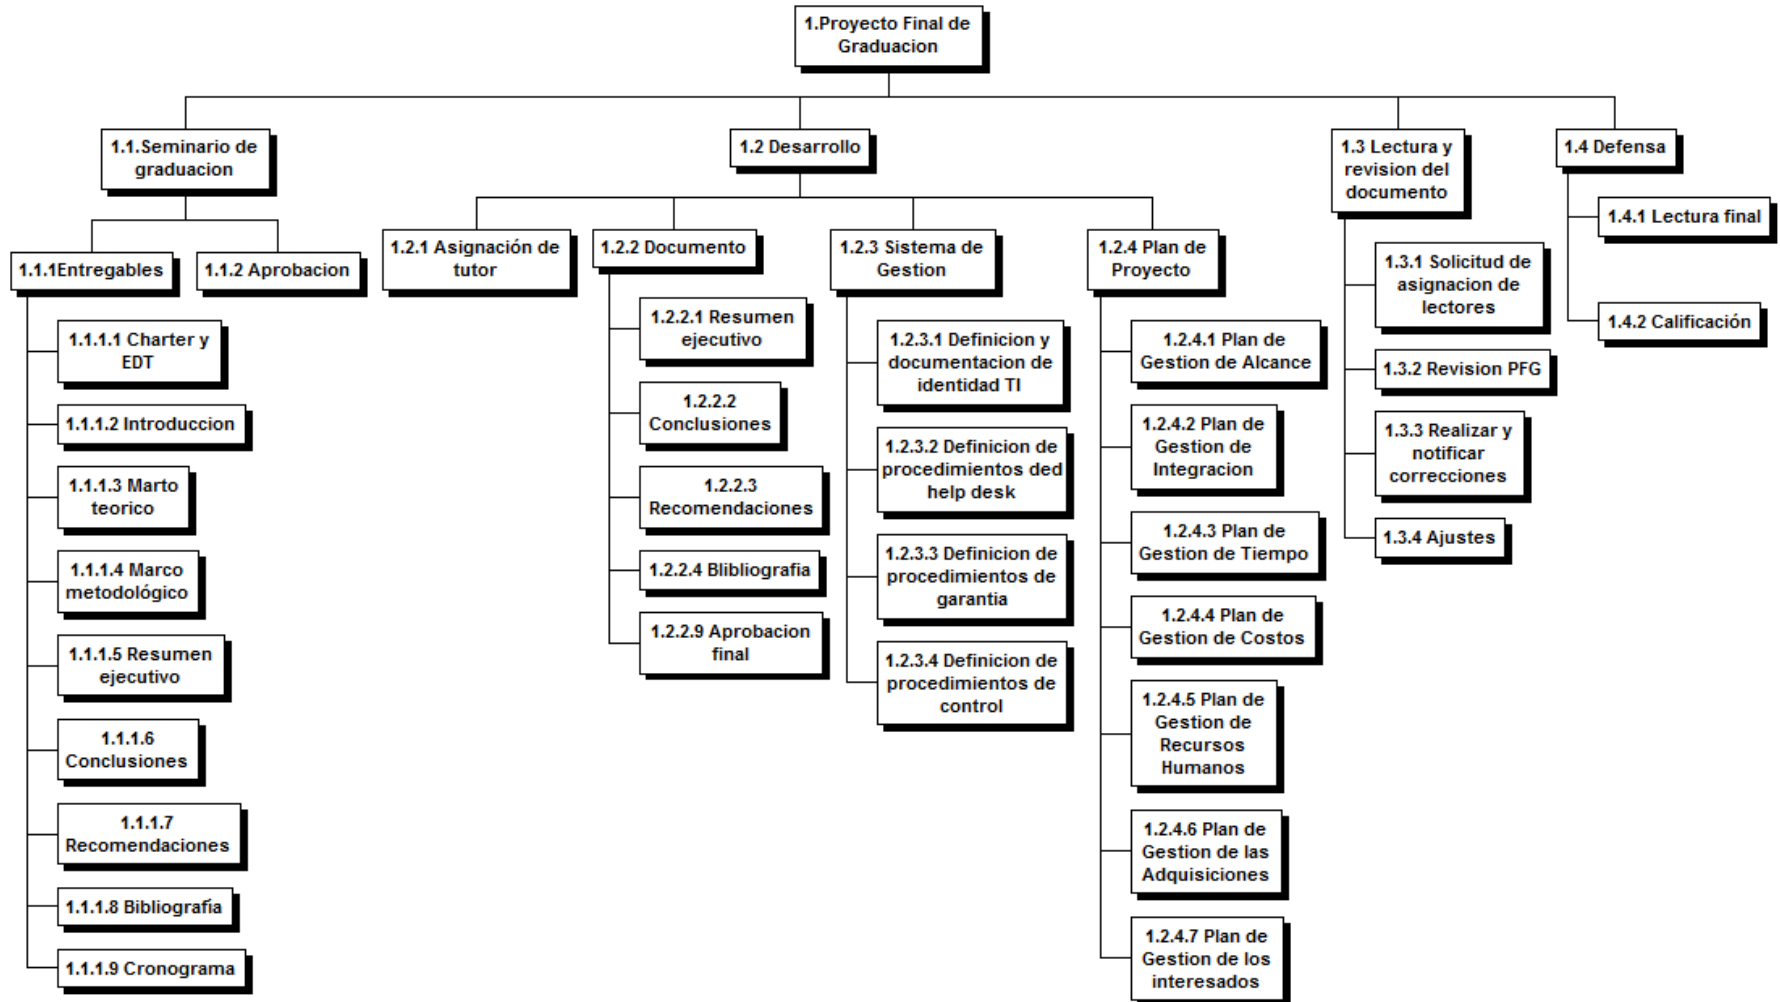 1.Proyecto Final de
Graduacion
1.1.Seminario de
graduacion
1.1.1Entregables
1.1.1.1 Charter y
EDT
1.1.1.2 Introduccion
1.1.1.3 Marto
teorico
1.1.1.4 Marco
metodológico
1.1.1.5 Resumen
ejecutivo
1.1.1.6
Conclusiones
1.1.1.7
Recomendaciones
1.1.1.8 Bibliografía
1.1.1.9 Cronograma
1.1.2 Aprobacion
1.2 Desarrollo
1.2.1 Asignación de
tutor
1.2.2 Documento
1.2.2.1 Resumen
ejecutivo
1.2.2.2
Conclusiones
1.2.2.3
Recomendaciones
1.2.2.4 Blibliografia
1.2.2.9 Aprobacion
final
1.2.3 Sistema de
Gestion
1.2.3.1 Definicion y
documentacion de
identidad TI
1.2.3.2 Definicion de
procedimientos ded
help desk
1.2.3.3 Definicion de
procedimientos de
garantia
1.2.3.4 Definicion de
procedimientos de
control
1.2.4 Plan de
Proyecto
1.2.4.1 Plan de
Gestion de Alcance
1.2.4.2 Plan de
Gestion de
Integracion
1.2.4.3 Plan de
Gestion de Tiempo
1.2.4.4 Plan de
Gestion de Costos
1.2.4.5 Plan de
Gestion de
Recursos
Humanos
1.2.4.6 Plan de
Gestion de las
Adquisiciones
1.2.4.7 Plan de
Gestion de los
interesados
1.3 Lectura y
revision del
documento
1.3.1 Solicitud de
asignacion de
lectores
1.3.2 Revision PFG
1.3.3 Realizar y
notificar
correcciones
1.3.4 Ajustes
1.4 Defensa
1.4.1 Lectura final
1.4.2 Calificación